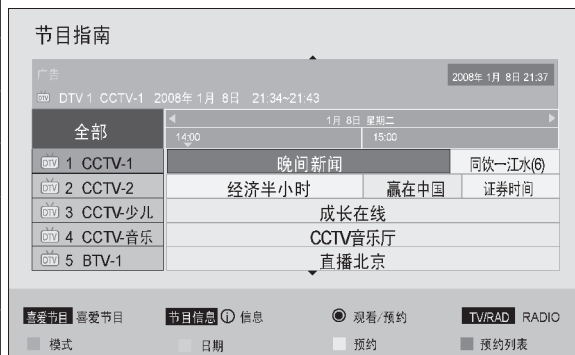 节目指南
广告
2008年 1月 8日 21:37
DTV 1 CCTV-1 2008年 1月 8日 21:34~21:43
全部
1月 8日 星期二
14:00 15:00
DTV 1 CCTV-1 晚间新闻 同饮一江水(6)
DTV 2 CCTV-2 经济半小时 赢在中国 证券时间
DTV 3 CCTV-少儿 成长在线
DTV 4 CCTV-音乐 CCTV音乐厅
DTV 5 BTV-1 直播北京
喜爱节目 喜爱节目 节目信息 i 信息 观看/预约 TV/RAD RADIO
模式 日期 预约 预约列表